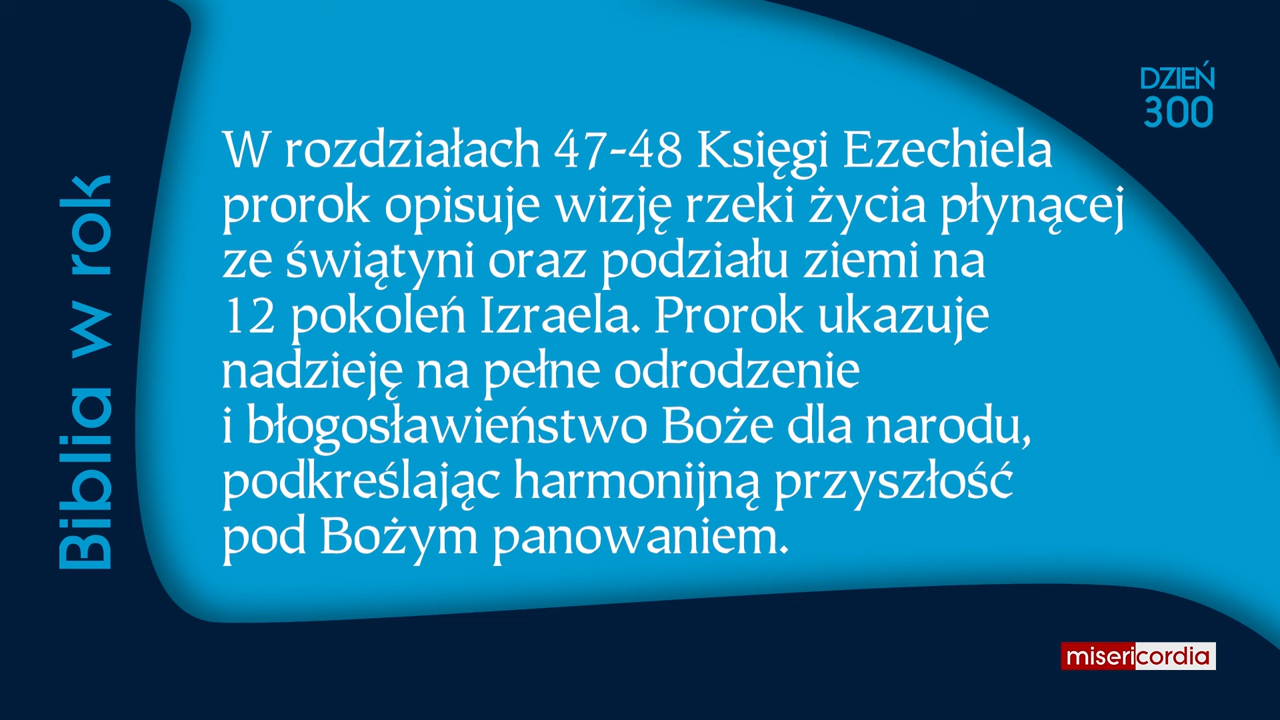 Biblia w rok
DZIEŃ
300
W rozdziałach 47-48 Księgi Ezechiela
prorok opisuje wizję rzeki życia płynącej
ze świątyni oraz podziału ziemi na
12 pokoleń Izraela. Prorok ukazuje
nadzieję na pełne odrodzenie
i błogosławieństwo Boże dla narodu,
podkreślając harmonijną przyszłość
pod Bożym panowaniem.
misericordia